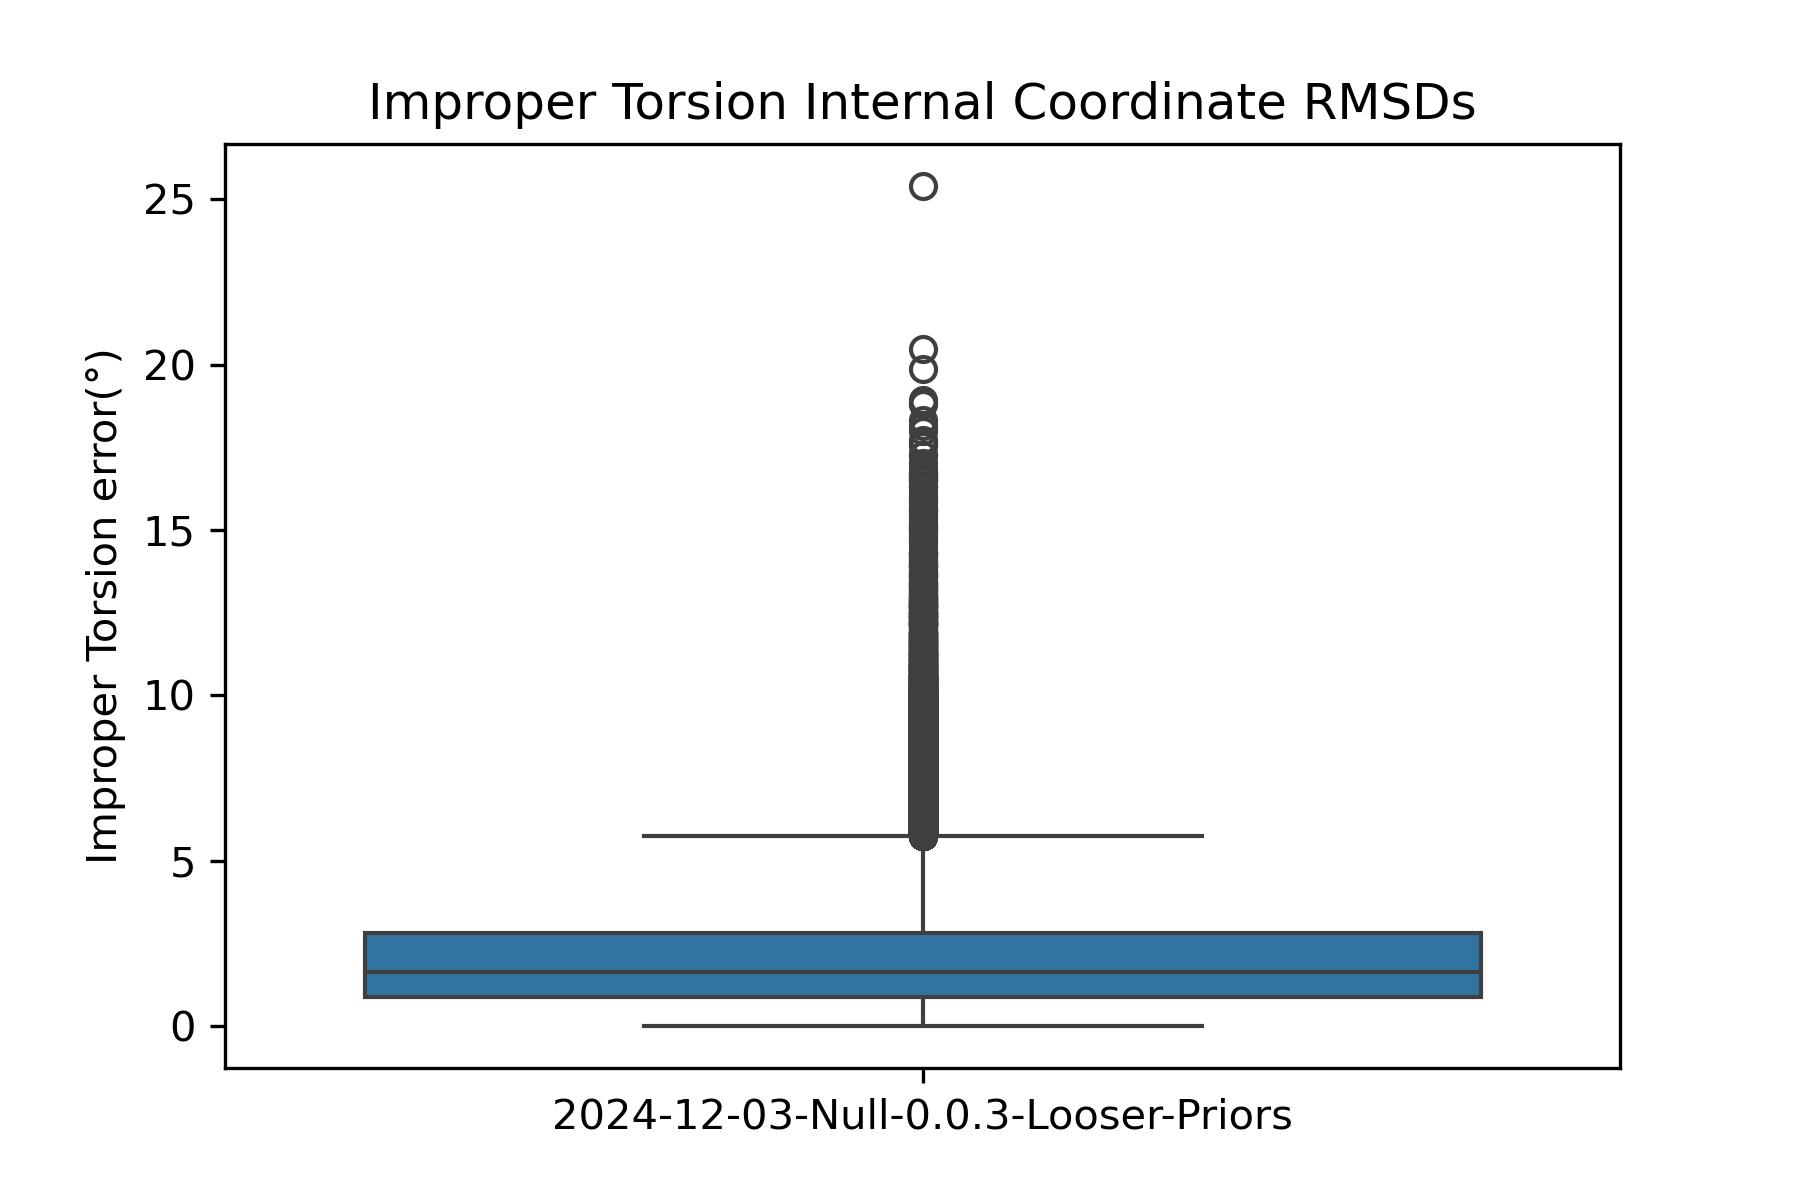 Improper Torsion Internal Coordinate RMSDs
Improper Torsion error(°)
25
20
15
10
5
0
2024-12-03-Null-0.0.3-Looser-Priors